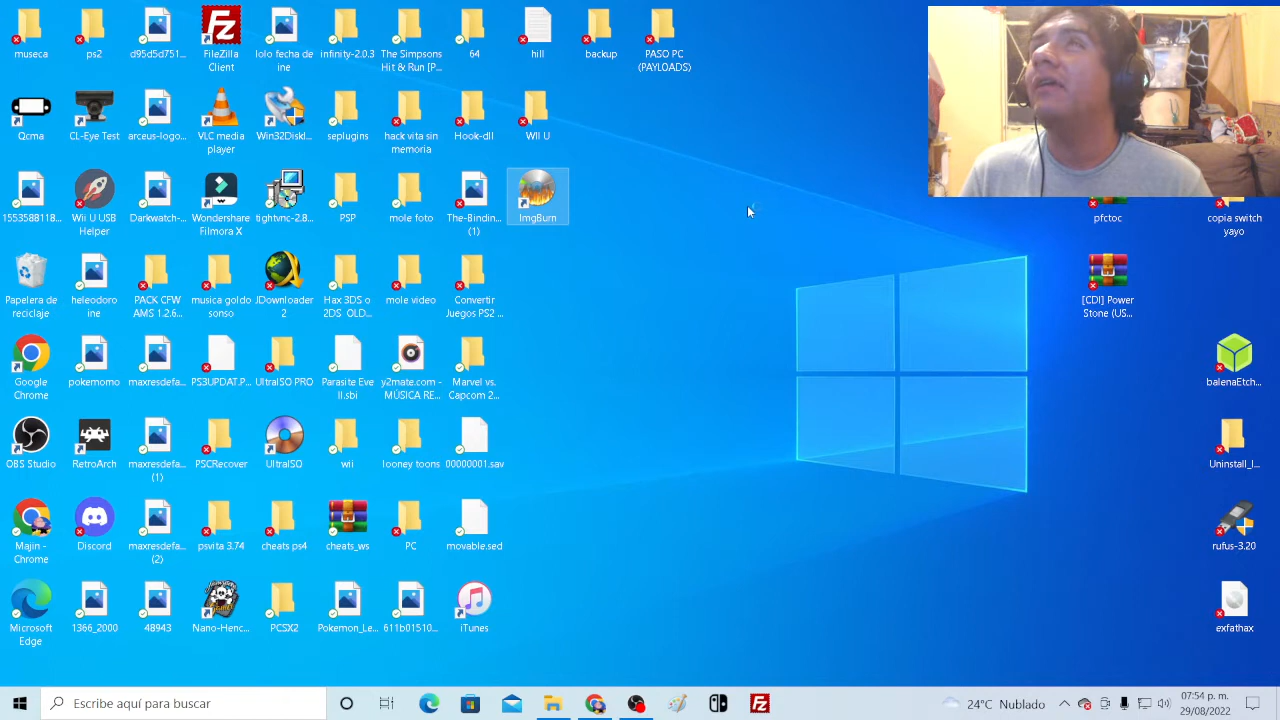 museca
ps2
d95d5d751...
FileZilla
Client
lolo fecha de
ine
infinity-2.0.3
The Simpsons
Hit & Run [P...
64
hill
backup
PASO PC
(PAYLOADS)
Qcma
CL-Eye Test
arceus-logo...
VLC media
player
Win32Diskl...
seplugins
hack vita sin
memoria
Hook-dll
WII U
1553588118...
Wii U USB
Helper
Darkwatch-...
Wondershare
Filmora X
tightvnc-2.8...
PSP
mole foto
The-Bindin...
(1)
ImgBurn
pfctoc
copia switch
yayo
Papelera de
reciclaje
heleodoro
ine
PACK CFW
AMS 1.2.6...
musica goldo
sonso
JDownloader
2
Hax 3DS o
2DS OLD...
mole video
Convertir
Juegos PS2 ...
[CDI] Power
Stone (US...
Google
Chrome
pokemomo
maxresdefa...
PS3UPDAT.P...
UltraISO PRO
Parasite Eve
II.sbi
y2mate.com -
MÚSICA RE...
Marvel vs.
Capcom 2...
balenaEtch...
OBS Studio
RetroArch
maxresdefa...
(1)
PSCRecover
UltraISO
wii
looney toons
00000001.sav
Uninstall_I...
Majin -
Chrome
Discord
maxresdefa...
(2)
psvita 3.74
cheats ps4
cheats_ws
PC
movable.sed
rufus-3.20
Microsoft
Edge
1366_2000
48943
Nano-Henc...
PCSX2
Pokemon_Le...
611b01510...
iTunes
exfathax
Escribe aquí para buscar
24°C Nublado
07:54 p. m.
29/08/2022